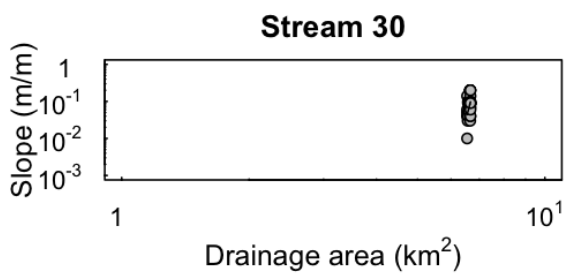 Stream 30
Slope (m/m)
1
10⁻¹
10⁻²
10⁻³
1
10¹
Drainage area (km²)